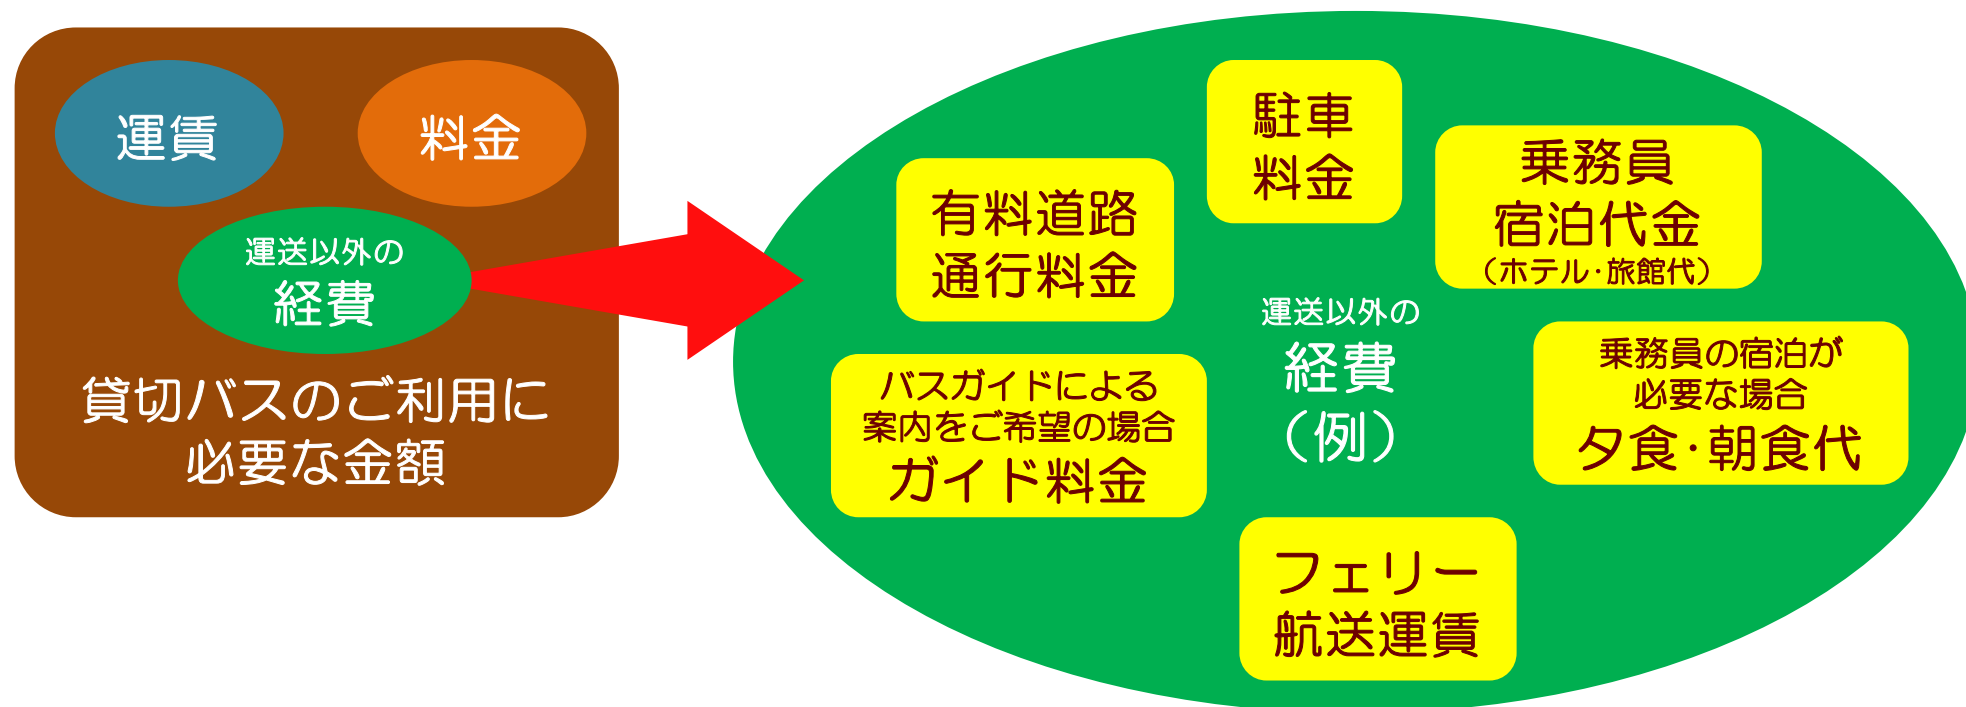 運賃
料金
運送以外の
経費
貸切バスのご利用に
必要な金額
駐車
料金
有料道路
通行料金
乗務員
宿泊代金
（ホテル・旅館代）
運送以外の
経費
（例）
バスガイドによる
案内をご希望の場合
ガイド料金
乗務員の宿泊が
必要な場合
夕食・朝食代
フェリー
航送運賃